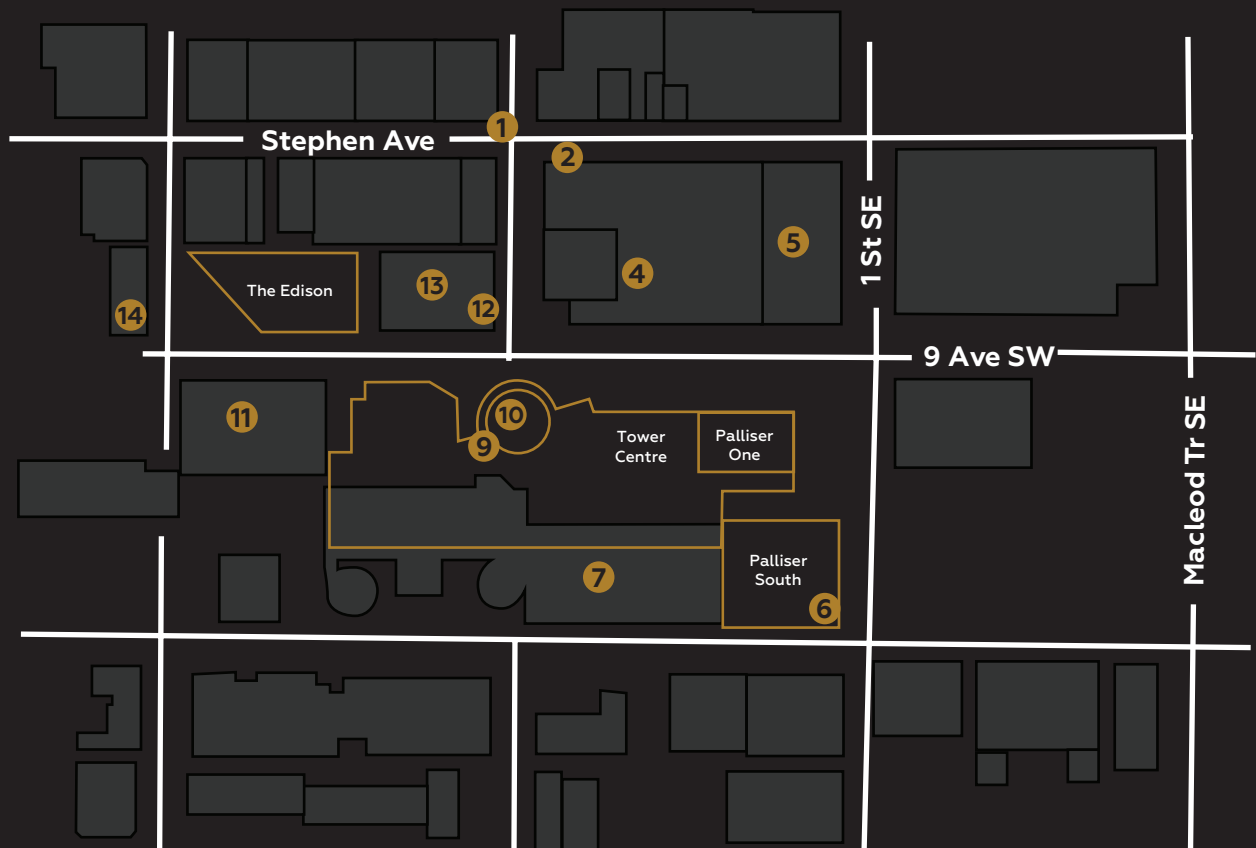 1
Stephen Ave
2
1 St SE
5
4
13
The Edison
12
14
9 Ave SW
10
11
9
Tower
Centre
Palliser
One
Macleod Tr SE
Palliser
South
7
6